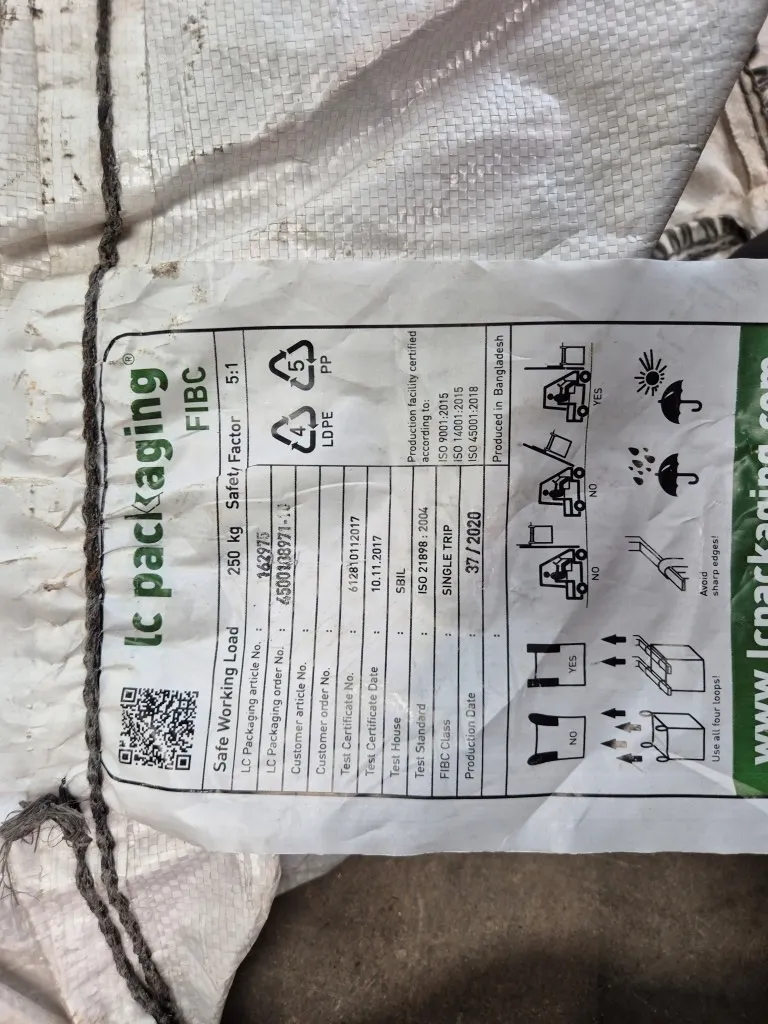 lc packaging®
FIBC
Safe Working Load 250 kg Safety Factor 5:1
LC Packaging article No. : 162975
LC Packaging order No. :
Customer article No. :
Customer order No. :
Test Certificate No. : 612810112017
Test Certificate Date : 10.11.2017
Test House : SBIL
Test Standard : ISO 21898 : 2004
FIBC Class : SINGLE TRIP
Production Date : 37/2020
:
4
LDPE
5
PP
Production facility certified
according to:
ISO 9001:2015
ISO 14001:2015
ISO 45001:2018
Produced in Bangladesh
NO
YES
NO
NO
YES
Use all four loops!
Avoid
sharp edges!
www.lcpackaging.com